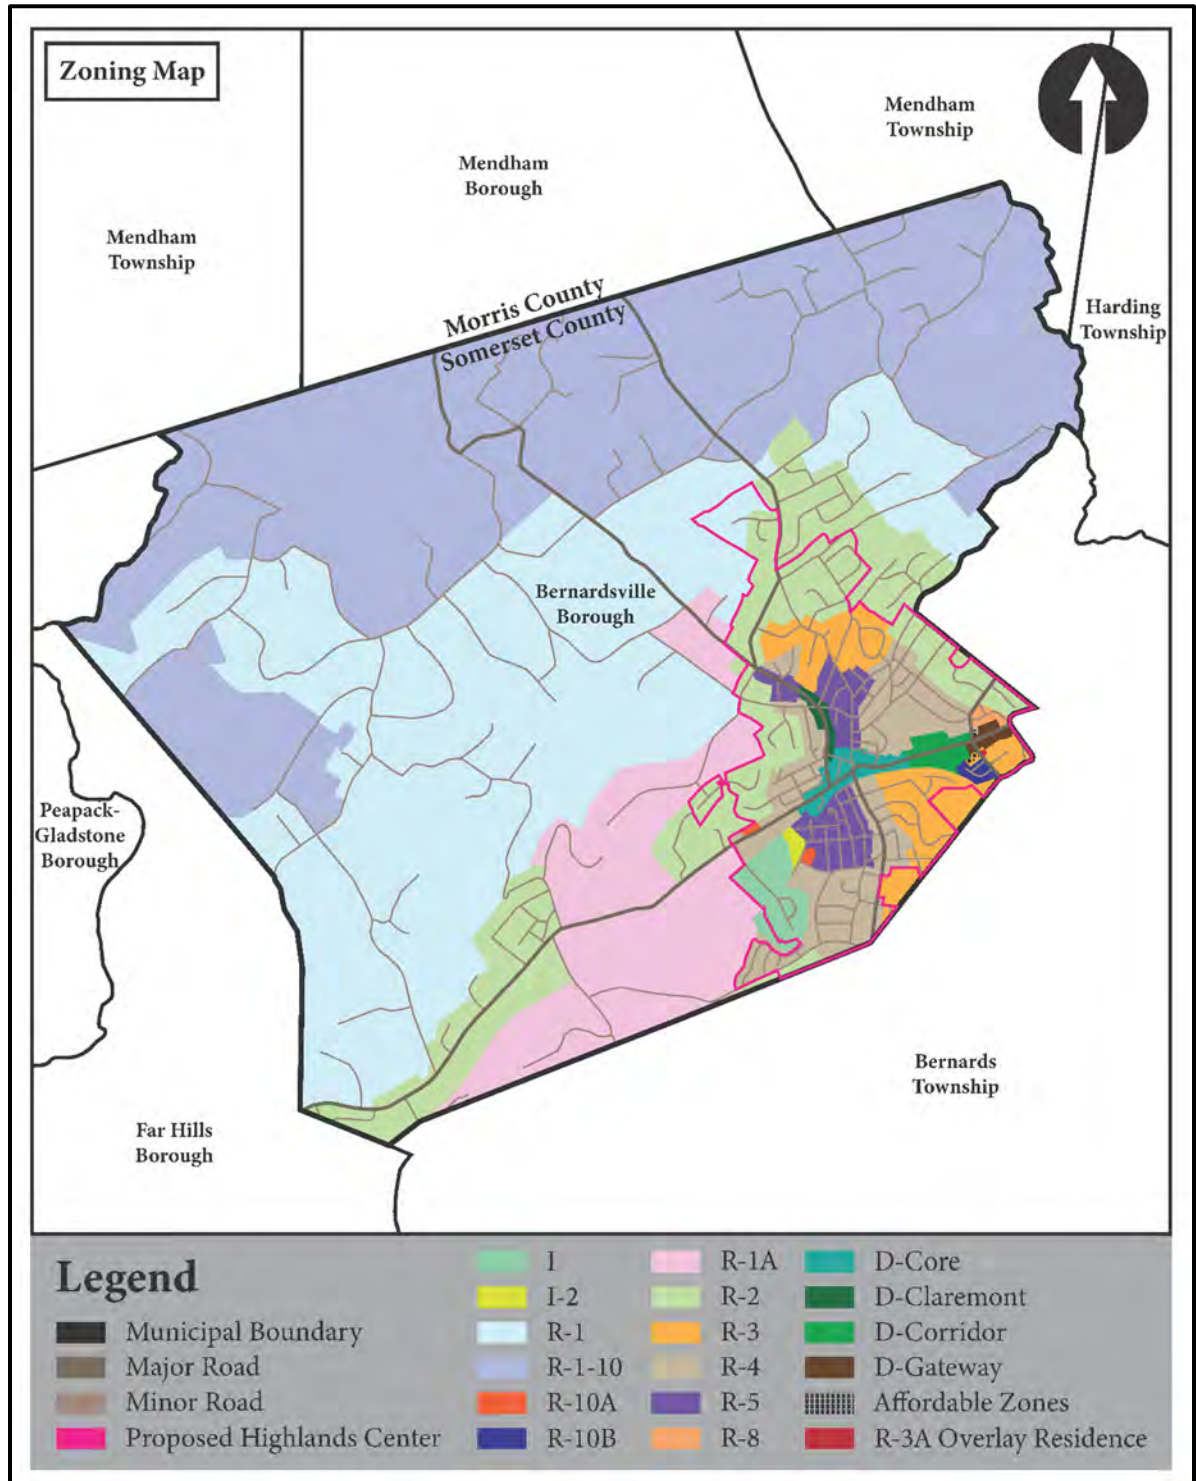 Zoning Map
Mendham
Township
Mendham
Borough
Mendham
Township
Harding
Township
Morris County
Somerset County
Bernardsville
Borough
Peapack-
Gladstone
Borough
Bernards
Township
Far Hills
Borough
Legend
Municipal Boundary
Major Road
Minor Road
Proposed Highlands Center
I
I-2
R-1
R-1-10
R-10A
R-10B
R-1A
R-2
R-3
R-4
R-5
R-8
D-Core
D-Claremont
D-Corridor
D-Gateway
Affordable Zones
R-3A Overlay Residence